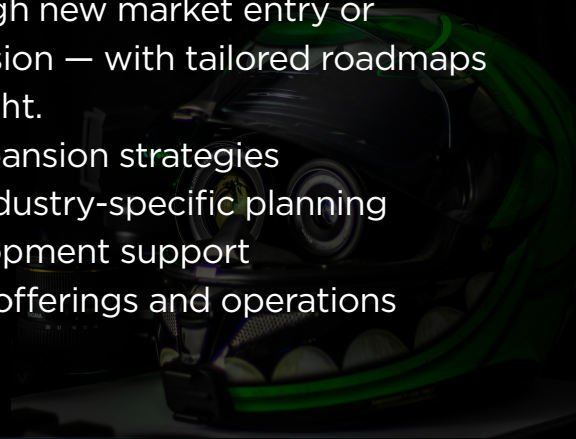 gh new market entry or
sion — with tailored roadmaps
ht.
ansion strategies
dustry-specific planning
opment support
offerings and operations